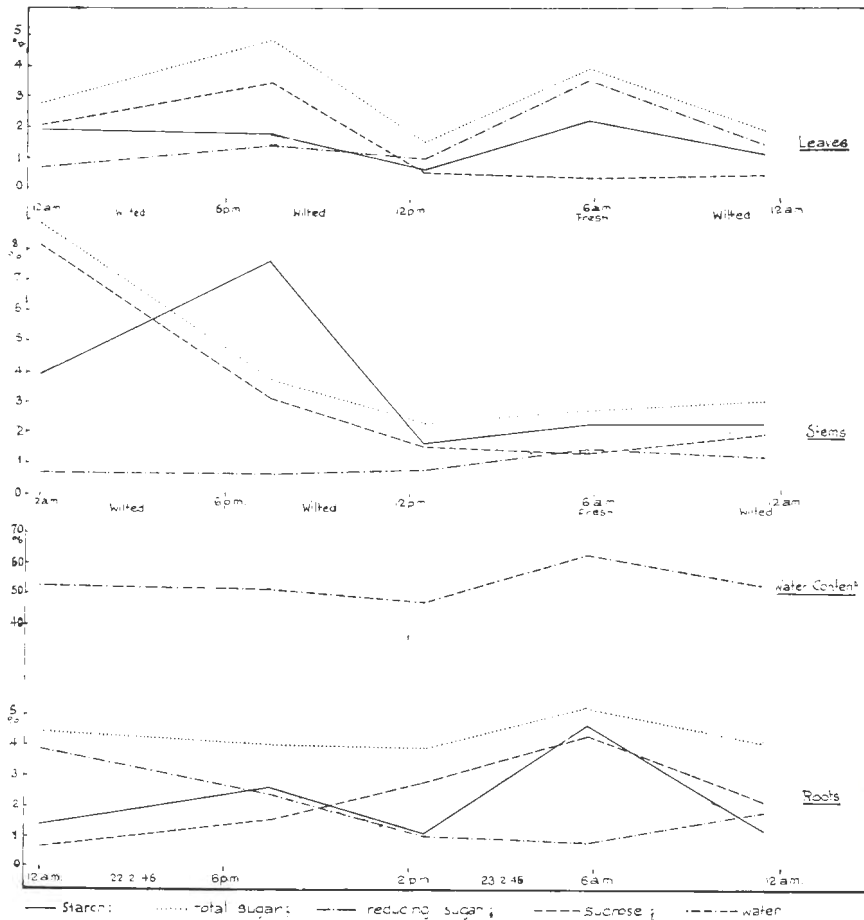 5
%
4
3
2
1
0
Leaves
12am
Wilted
6pm
Wilted
12pm
6am
Fresh
Wilted
12am
8
%
7
6
5
4
3
2
1
0
Stems
2am
Wilted
6pm.
Wilted
12pm
6am
Fresh
Wilted
12am
70
%
60
50
40
Water Content
5
%
4
3
2
1
0
Roots
12am.
22 2 46
6pm
2pm
23 2 46
6am
12am.
Starch; total sugar; reducing sugar; sucrose; water